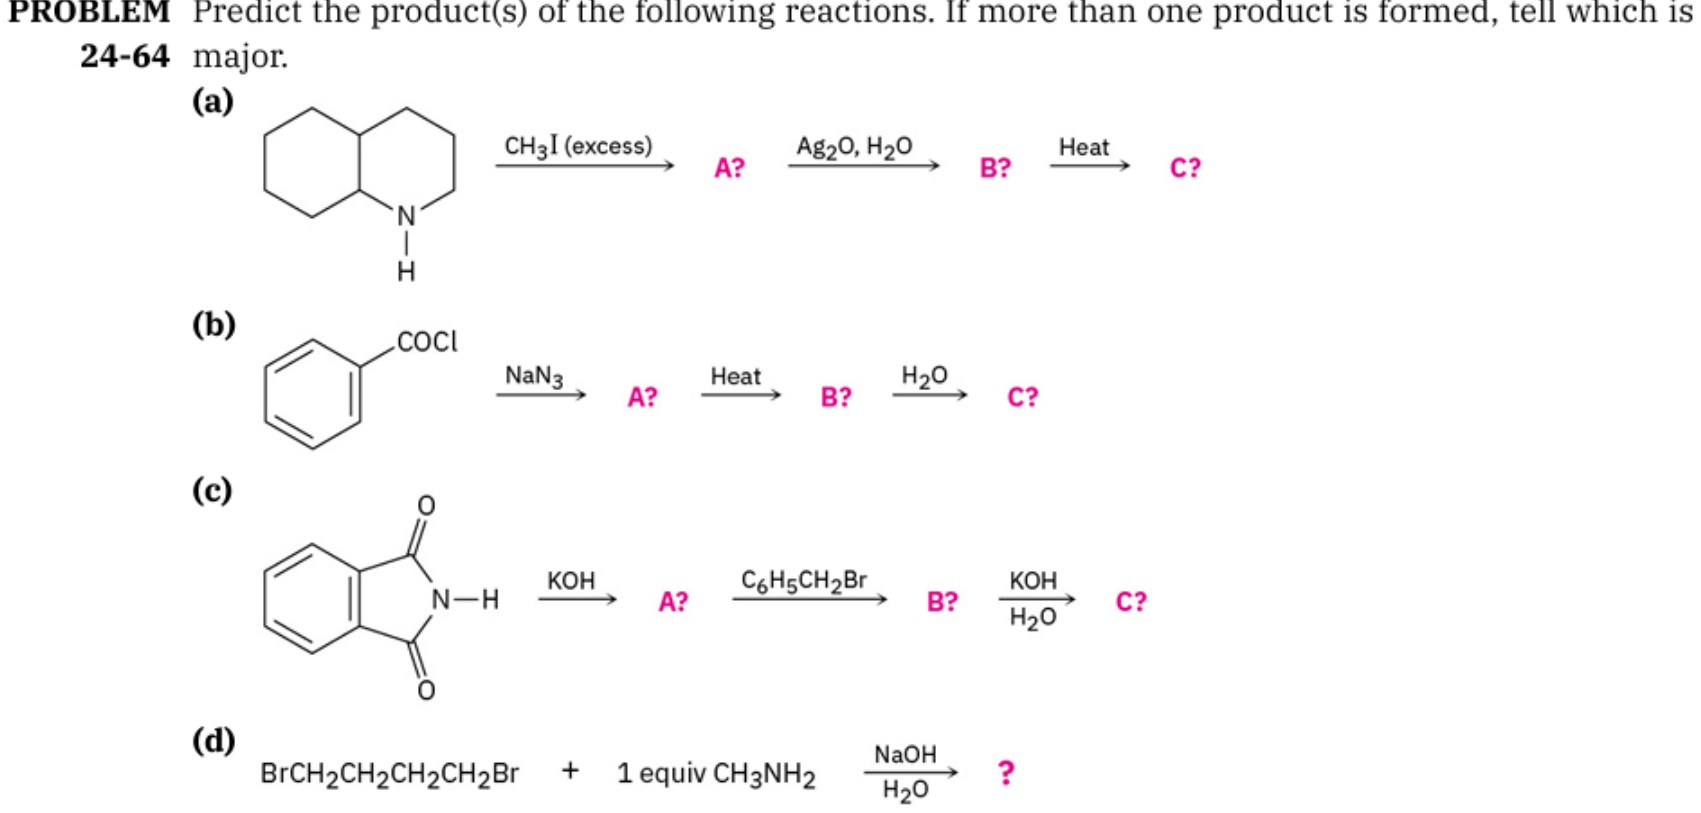 PROBLEM Predict the product(s) of the following reactions. If more than one product is formed, tell which is
24-64 major.
(a)
CH₃I (excess) A? Ag₂O, H₂O B? Heat C?
N
H
(b)
COCl
NaN₃ A? Heat B? H₂O C?
(c)
O
N—H KOH A? C₆H₅CH₂Br B? KOH H₂O C?
O
(d)
BrCH₂CH₂CH₂CH₂Br + 1 equiv CH₃NH₂ NaOH H₂O ?